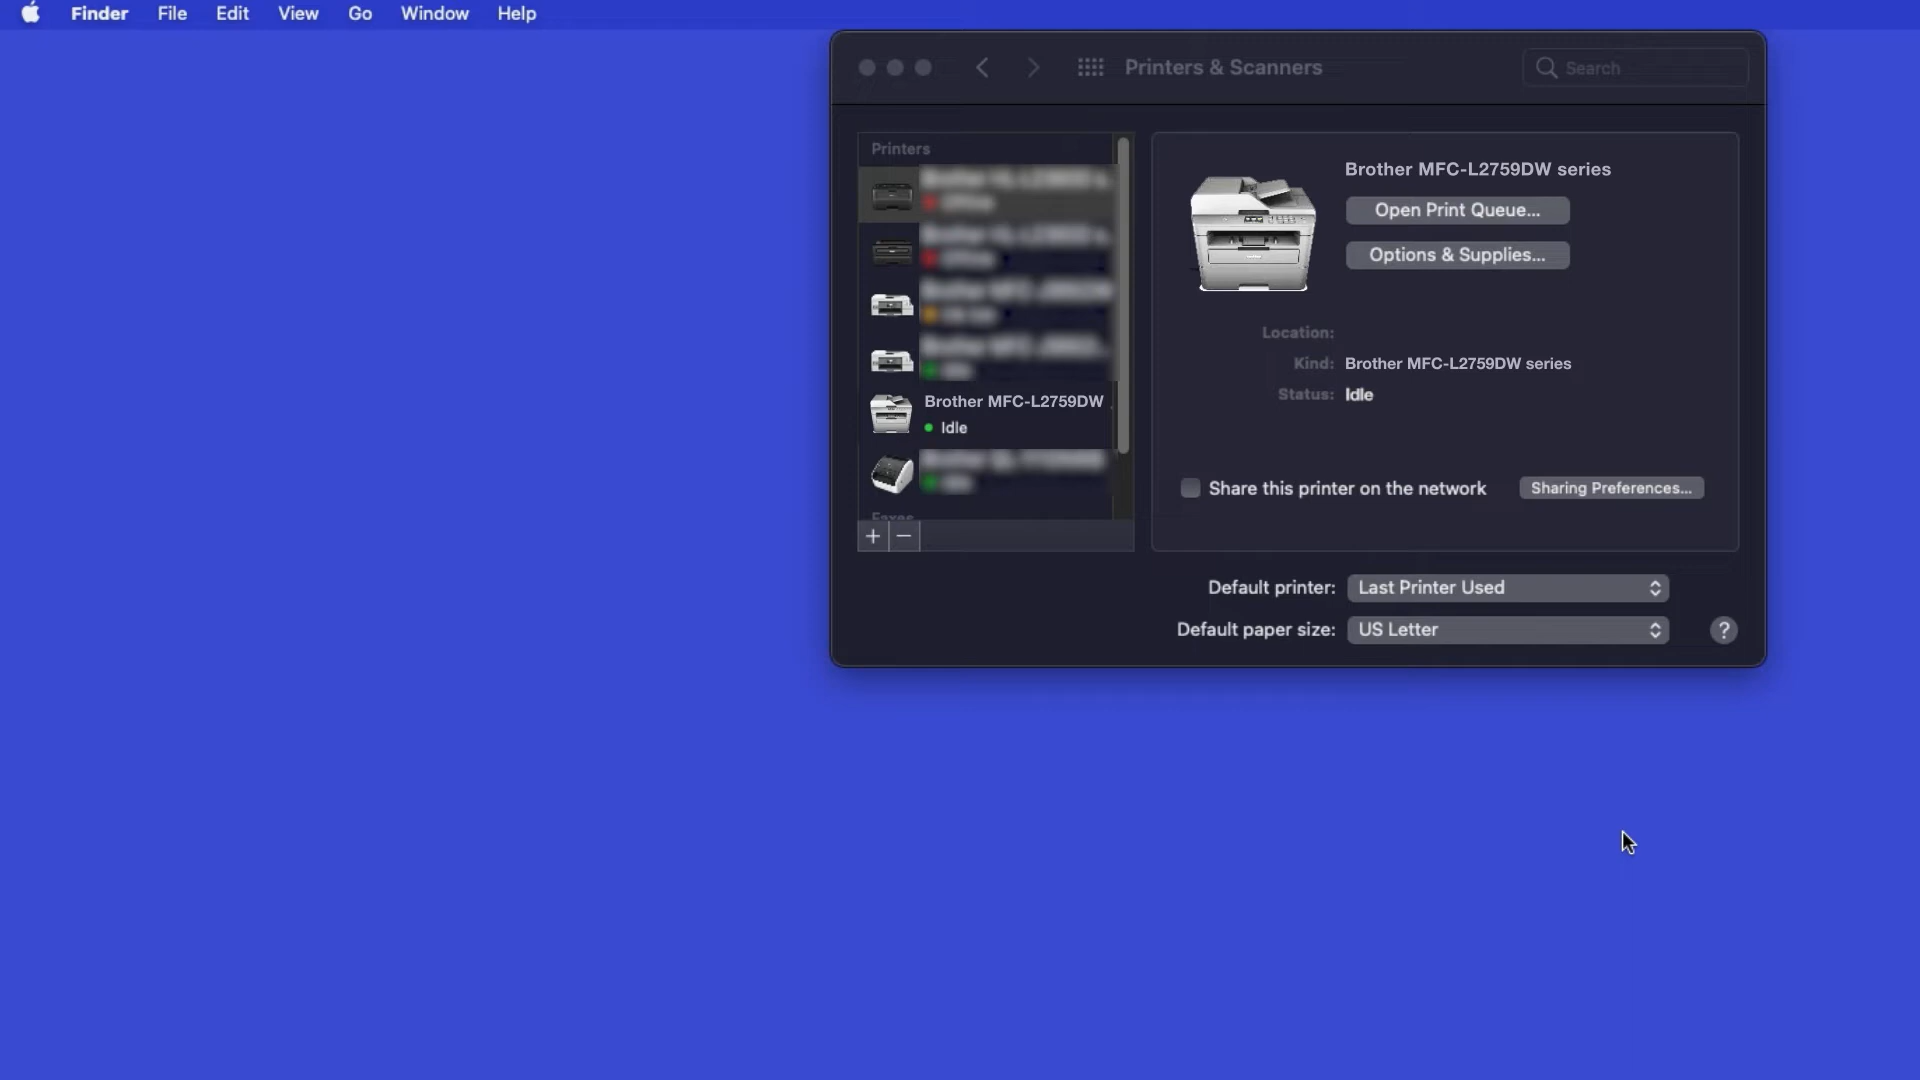 Finder File Edit View Go Window Help
Printers & Scanners
Search
Printers
Brother MFC-L2759DW
Idle
Faxes
Brother MFC-L2759DW series
Open Print Queue...
Options & Supplies...
Location:
Kind: Brother MFC-L2759DW series
Status: Idle
Share this printer on the network
Sharing Preferences...
Default printer: Last Printer Used
Default paper size: US Letter
?